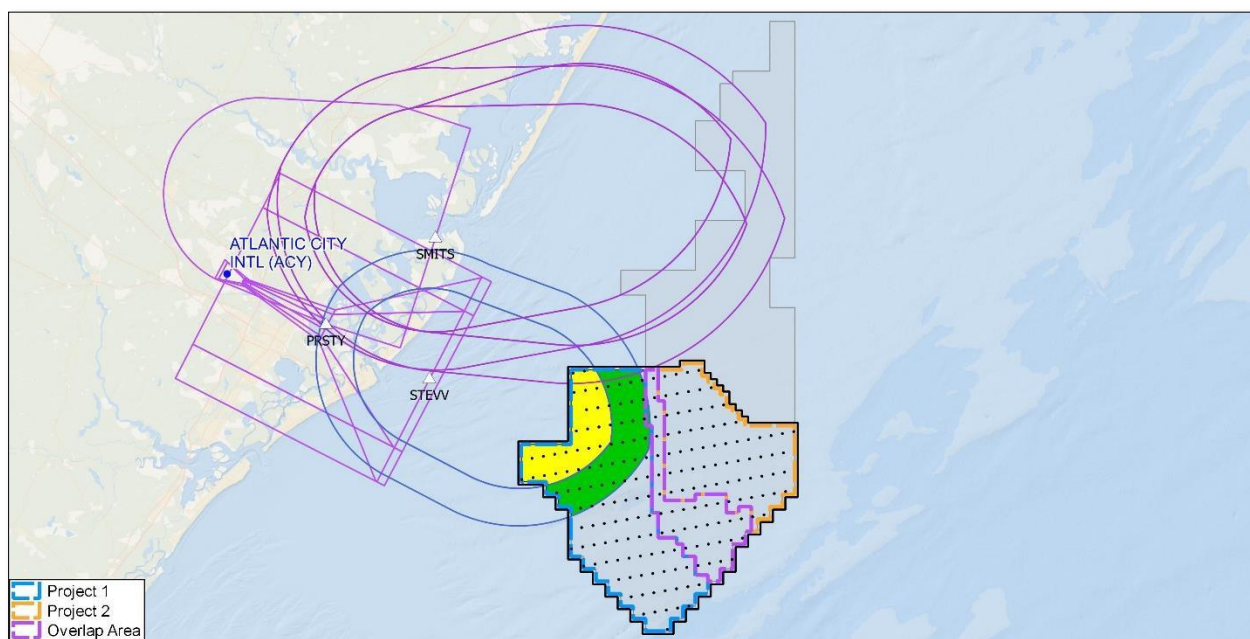 ATLANTIC CITY
INTL (ACY)
SMITS
PRSTY
STEVV
Project 1
Project 2
Overlap Area